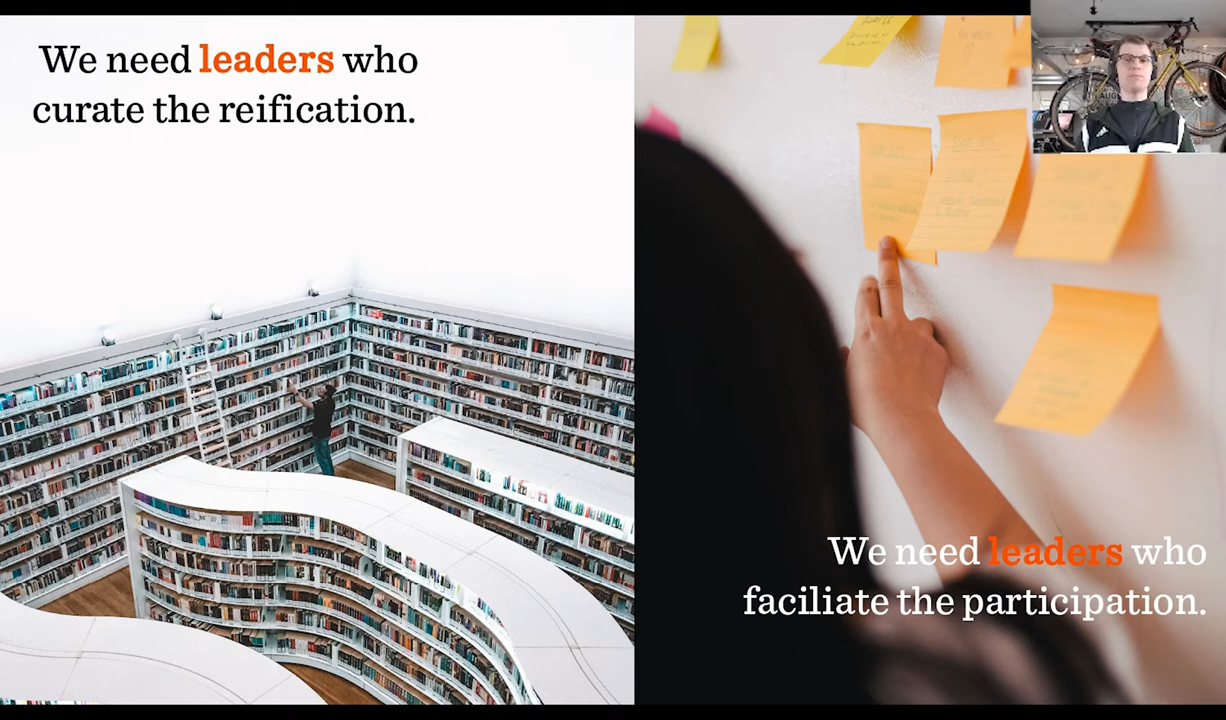 We need leaders who
curate the reification.
We need leaders who
faciliate the participation.